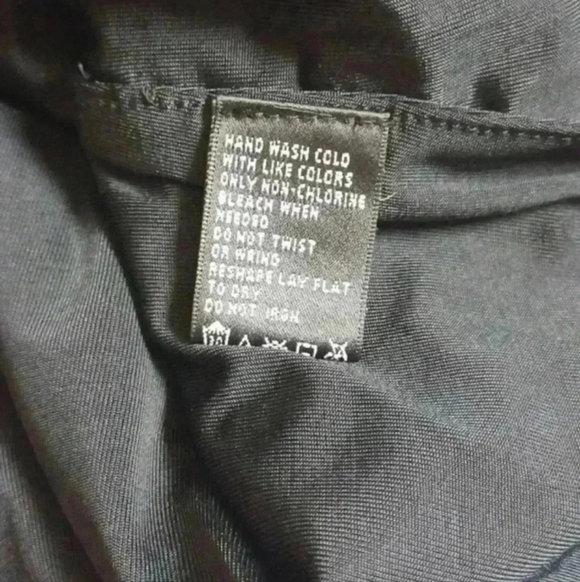 HAND WASH COLD
WITH LIKE COLORS
ONLY NON-CHLORINE
BLEACH WHEN
NEEDED
DO NOT TWIST
OR WRING
RESHAPE LAY FLAT
TO DRY
DO NOT IRON
30